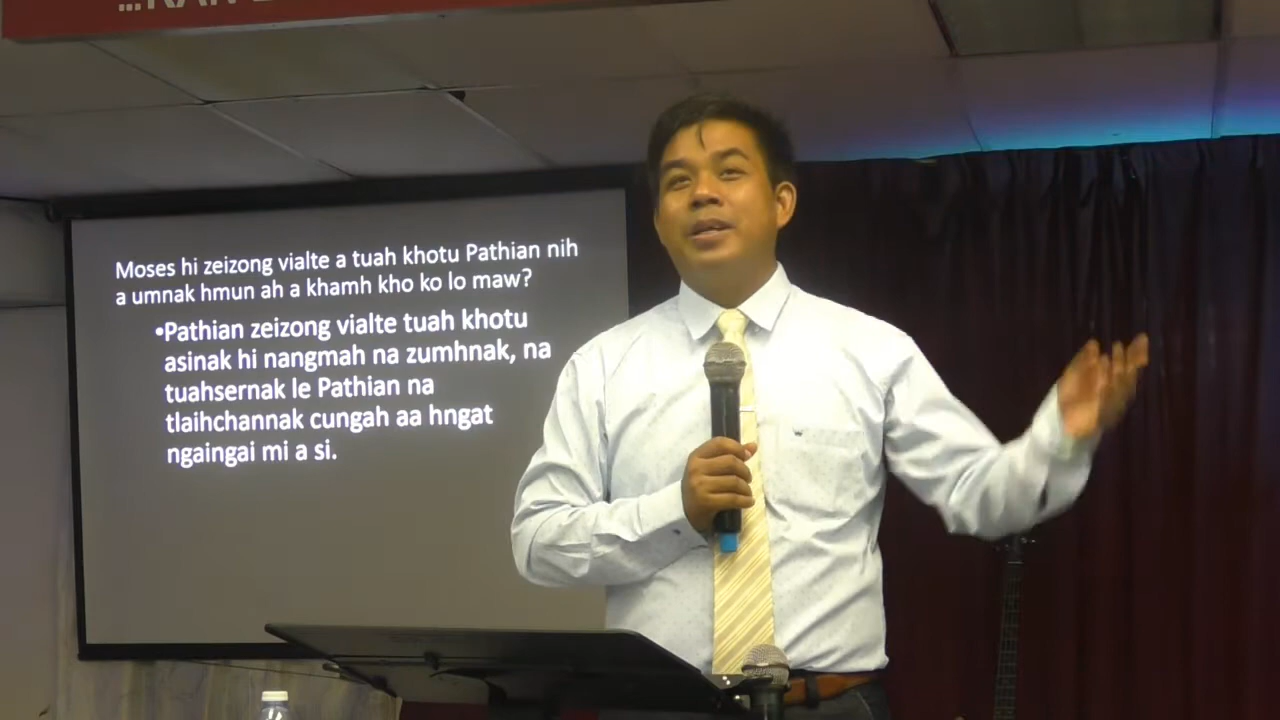 Moses hi zeizong vialte a tuah khotu Pathian nih
a umnak hmun ah a khamh kho ko lo maw?
•Pathian zeizong vialte tuah khotu
asinak hi nangmah na zumhnak, na
tuahsernak le Pathian na
tlaihchannak cungah aa hngat
ngaingai mi a si.